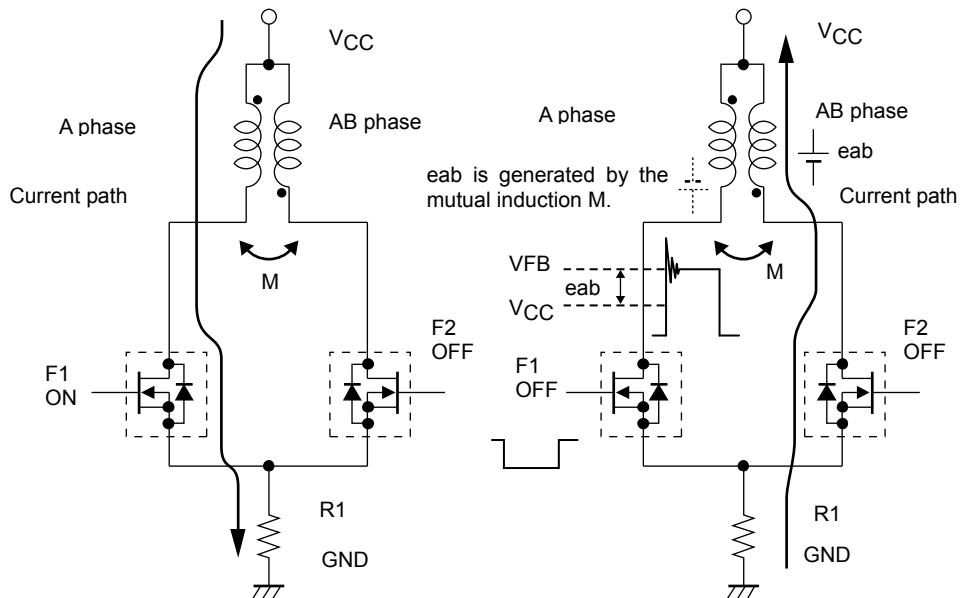 VCC
A phase
AB phase
Current path
M
F1
ON
F2
OFF
R1
GND
VCC
A phase
AB phase
eab
eab is generated by the
mutual induction M.
Current path
M
VFB
eab
VCC
F1
OFF
F2
OFF
R1
GND